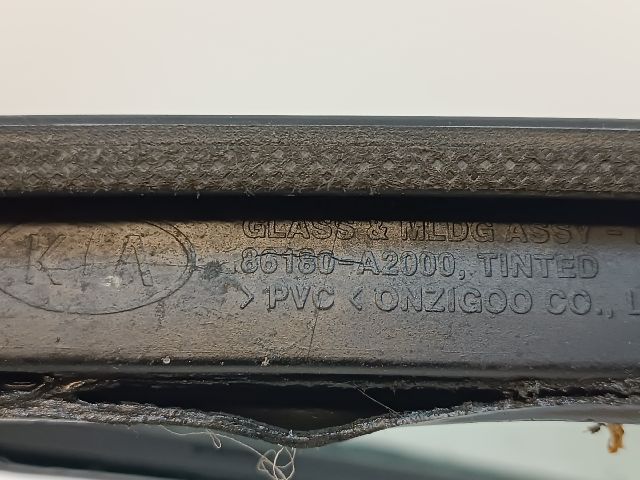 KIA
GLASS & MLDG ASSY -
86180-A2000, TINTED
> PVC < ONZIGOO CO., L